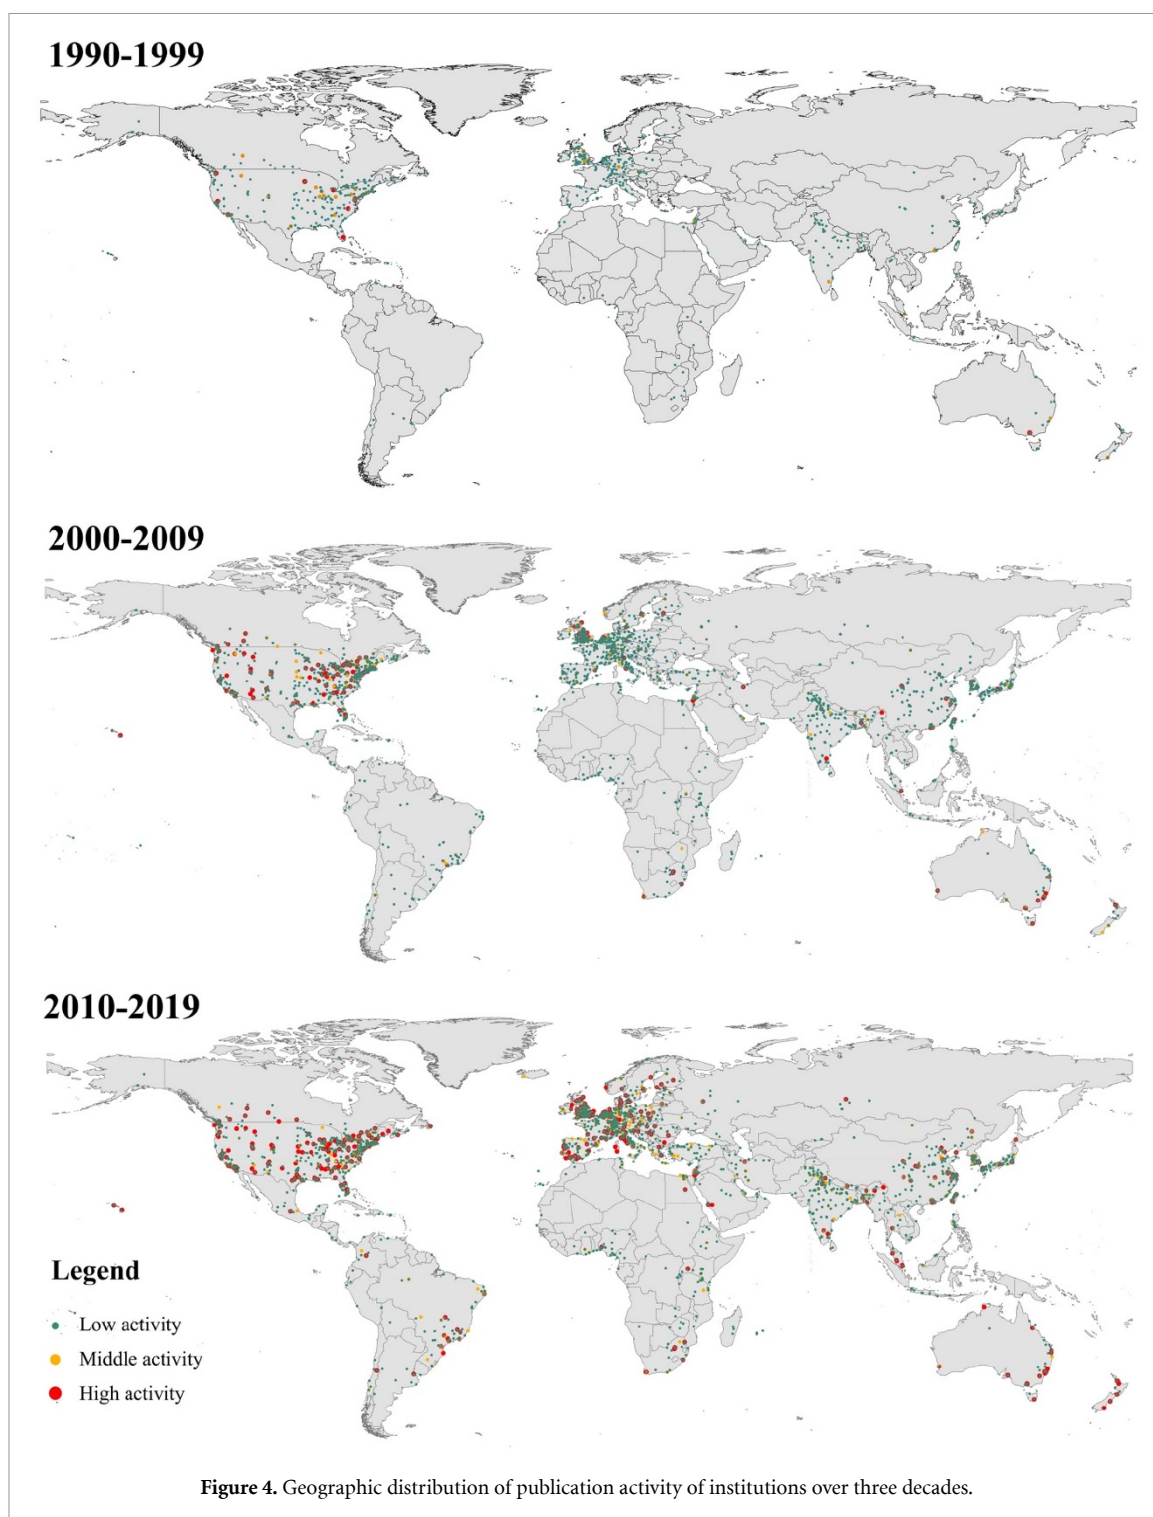 1990-1999
2000-2009
2010-2019
Legend
Low activity
Middle activity
High activity
Figure 4. Geographic distribution of publication activity of institutions over three decades.